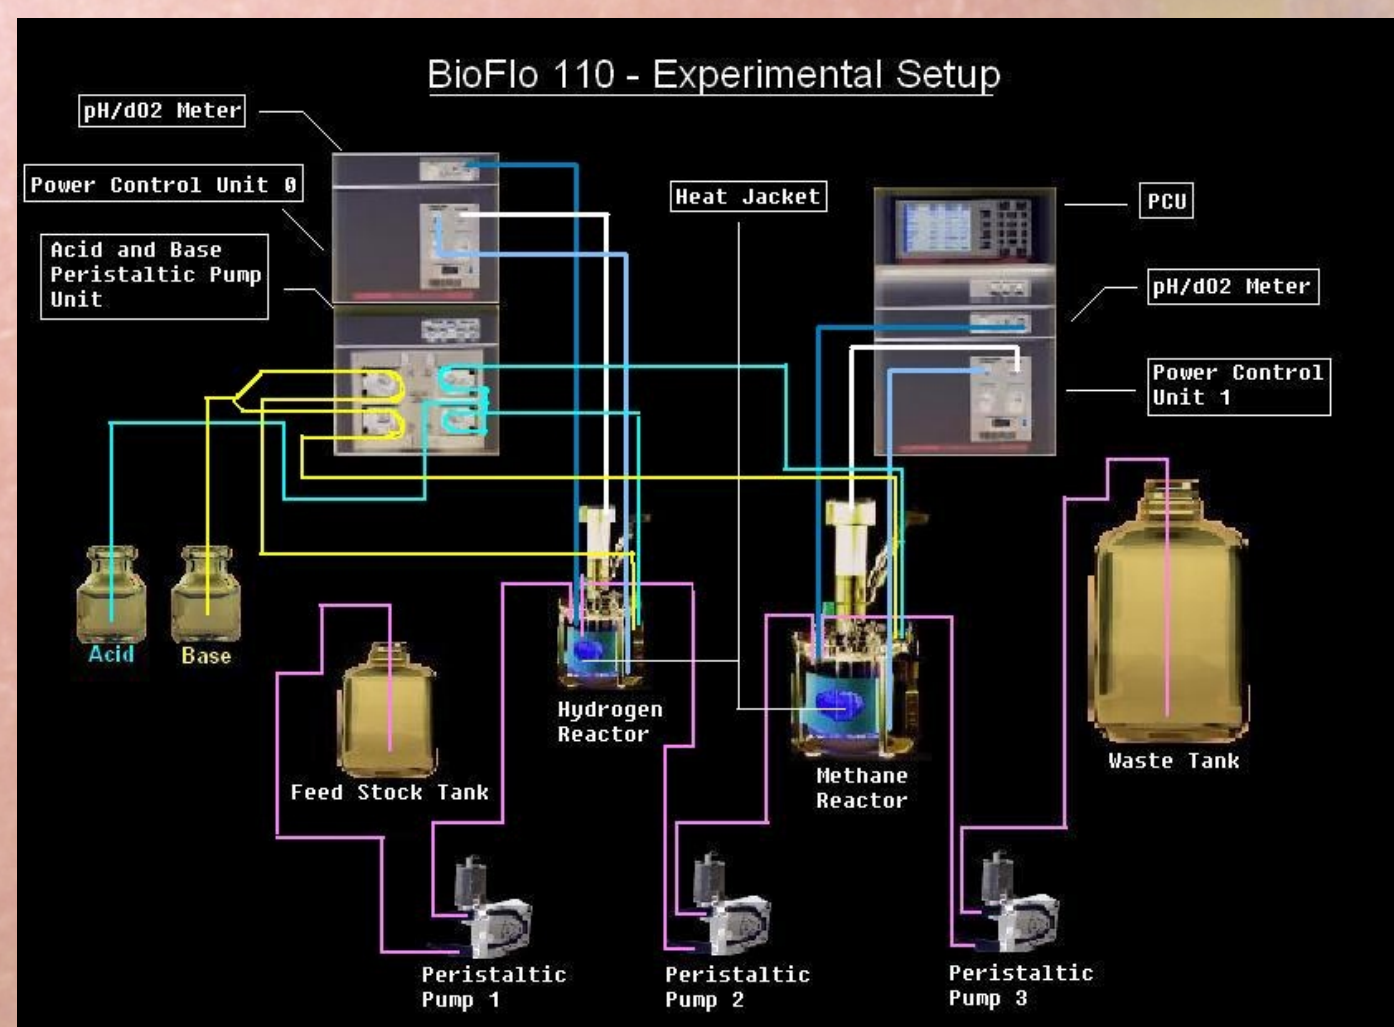 BioFlo 110 - Experimental Setup
pH/dO2 Meter
Power Control Unit 0
Acid and Base
Peristaltic Pump
Unit
Heat Jacket
PCU
pH/dO2 Meter
Power Control
Unit 1
Acid
Base
Feed Stock Tank
Hydrogen
Reactor
Methane
Reactor
Waste Tank
Peristaltic
Pump 1
Peristaltic
Pump 2
Peristaltic
Pump 3